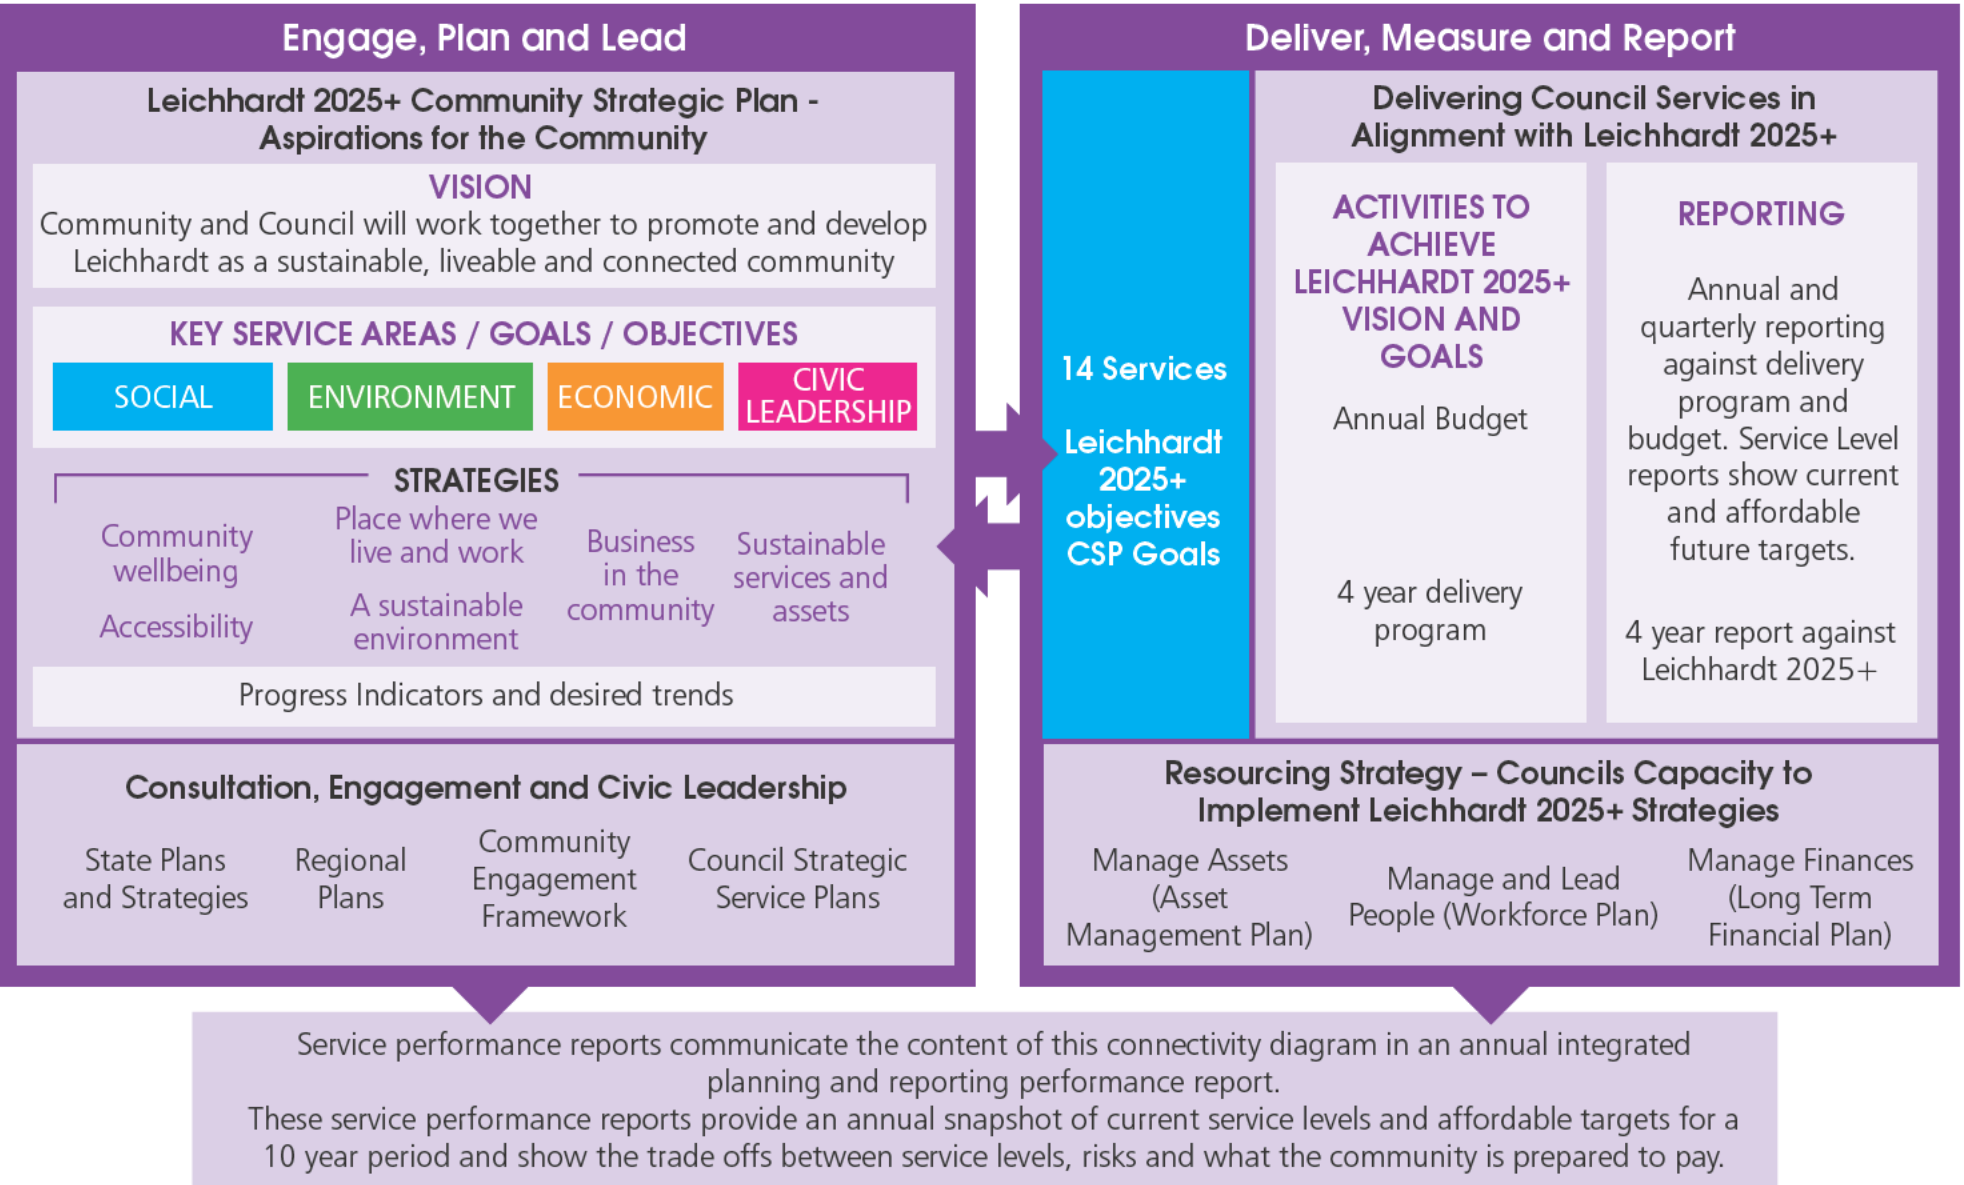 Engage, Plan and Lead
Leichhardt 2025+ Community Strategic Plan -
Aspirations for the Community
VISION
Community and Council will work together to promote and develop
Leichhardt as a sustainable, liveable and connected community
KEY SERVICE AREAS / GOALS / OBJECTIVES
SOCIAL
ENVIRONMENT
ECONOMIC
CIVIC
LEADERSHIP
STRATEGIES
Community
wellbeing
Accessibility
Place where we
live and work
A sustainable
environment
Business
in the
community
Sustainable
services and
assets
Progress Indicators and desired trends
Consultation, Engagement and Civic Leadership
State Plans
and Strategies
Regional
Plans
Community
Engagement
Framework
Council Strategic
Service Plans
Deliver, Measure and Report
14 Services
Leichhardt
2025+
objectives
CSP Goals
Delivering Council Services in
Alignment with Leichhardt 2025+
ACTIVITIES TO
ACHIEVE
LEICHHARDT 2025+
VISION AND
GOALS
Annual Budget
4 year delivery
program
REPORTING
Annual and
quarterly reporting
against delivery
program and
budget. Service Level
reports show current
and affordable
future targets.
4 year report against
Leichhardt 2025+
Resourcing Strategy – Councils Capacity to
Implement Leichhardt 2025+ Strategies
Manage Assets
(Asset
Management Plan)
Manage and Lead
People (Workforce Plan)
Manage Finances
(Long Term
Financial Plan)
Service performance reports communicate the content of this connectivity diagram in an annual integrated
planning and reporting performance report.
These service performance reports provide an annual snapshot of current service levels and affordable targets for a
10 year period and show the trade offs between service levels, risks and what the community is prepared to pay.